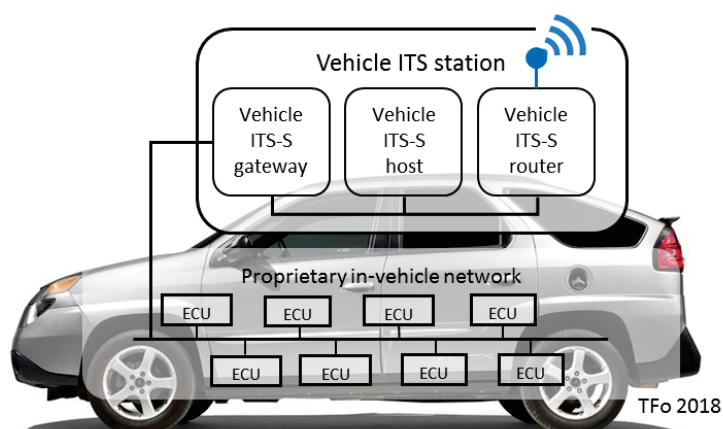 Vehicle ITS station
Vehicle
ITS-S
gateway
Vehicle
ITS-S
host
Vehicle
ITS-S
router
Proprietary in-vehicle network
ECU
ECU
ECU
ECU
ECU
ECU
ECU
ECU
TFo 2018